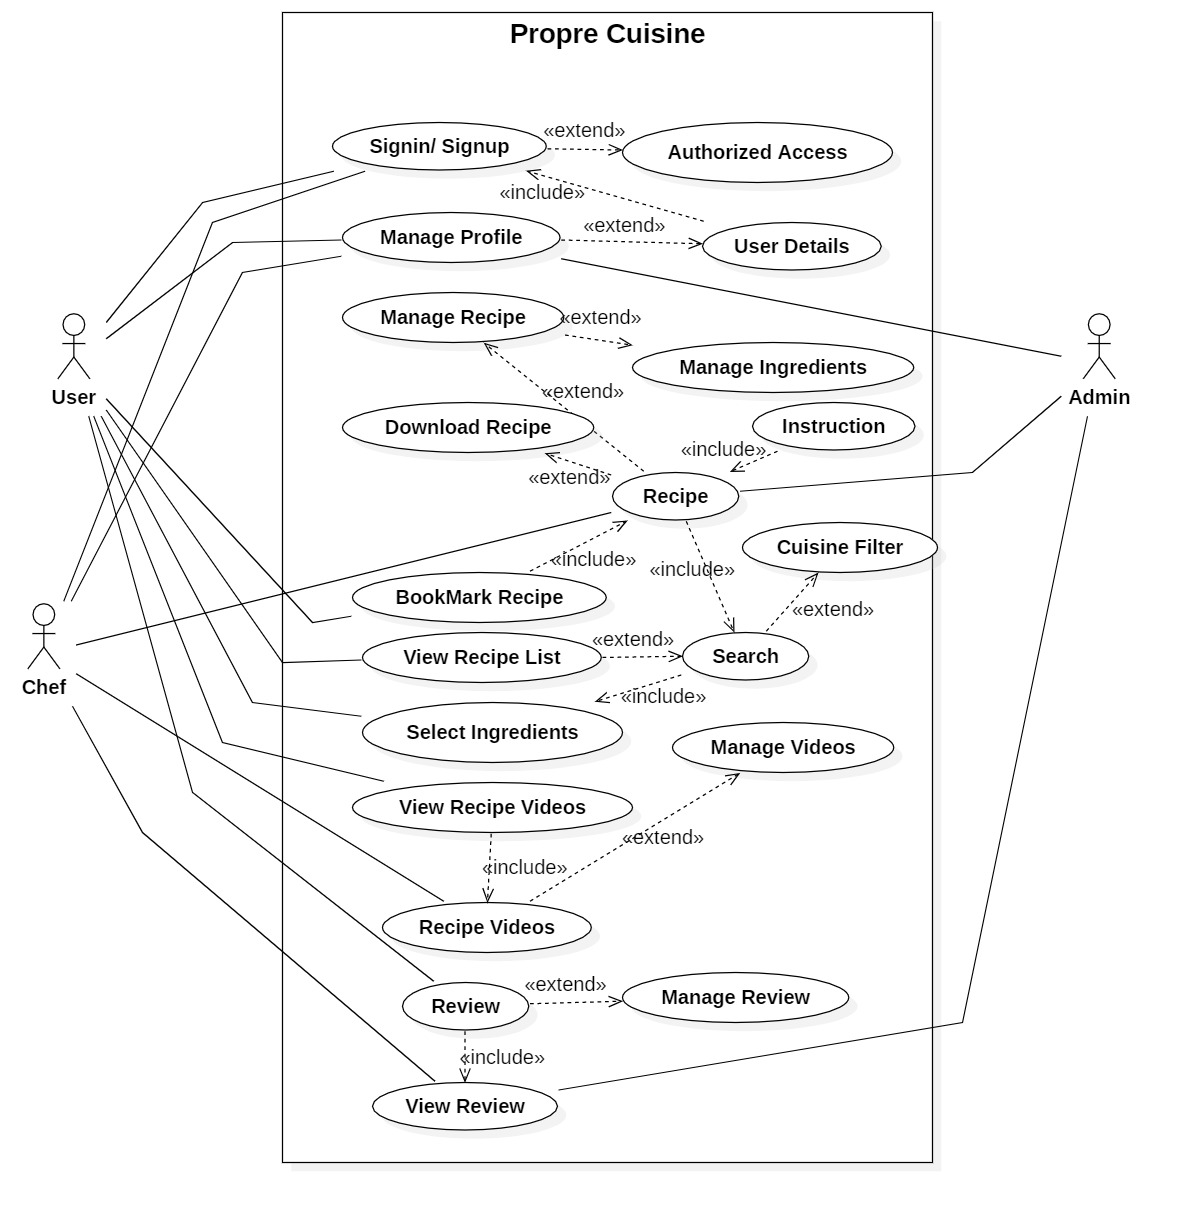 Propre Cuisine
«extend»
Signin/ Signup
Authorized Access
«include»
Manage Profile
«extend»
User Details
Manage Recipe
«extend»
Manage Ingredients
User
Admin
«extend»
Download Recipe
Instruction
«include»
«extend»
Recipe
Cuisine Filter
«include»
«include»
BookMark Recipe
«extend»
View Recipe List
«extend»
Search
Chef
«include»
Select Ingredients
Manage Videos
View Recipe Videos
«extend»
«include»
Recipe Videos
«extend»
Review
Manage Review
«include»
View Review